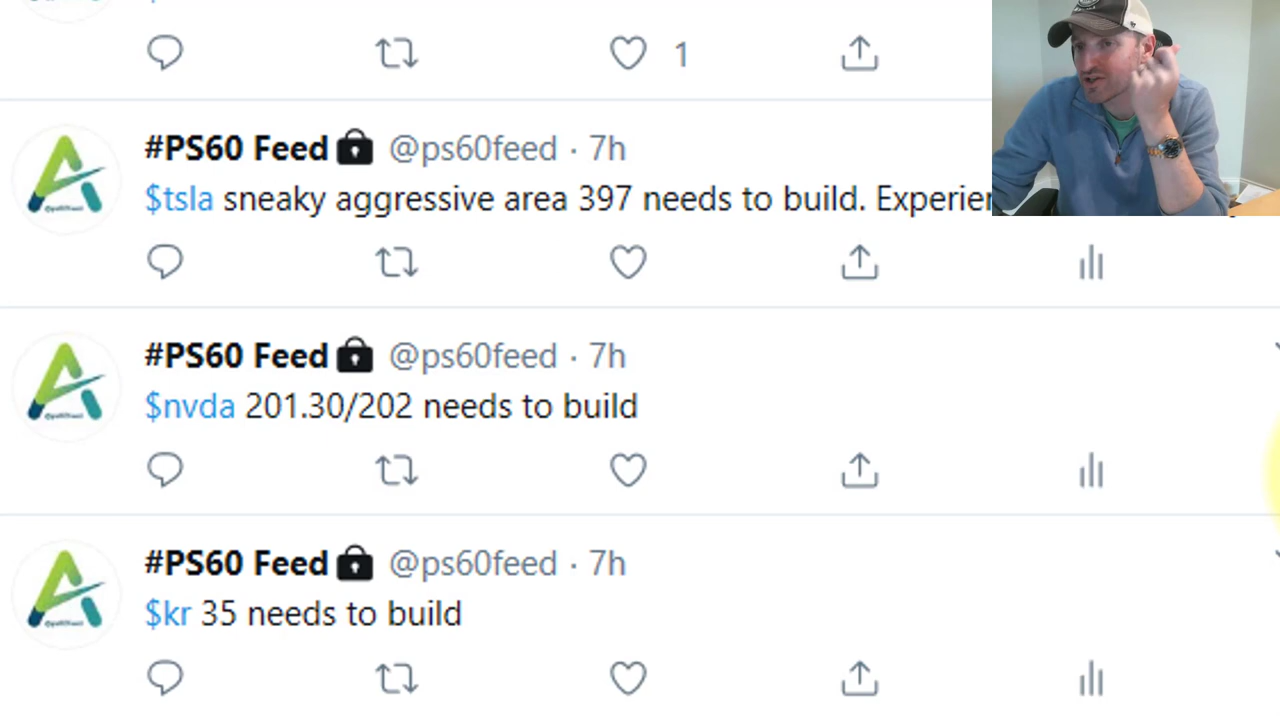 1
#PS60 Feed @ps60feed · 7h
$tsla sneaky aggressive area 397 needs to build.
#PS60 Feed @ps60feed · 7h
$nvda 201.30/202 needs to build
#PS60 Feed @ps60feed · 7h
$kr 35 needs to build